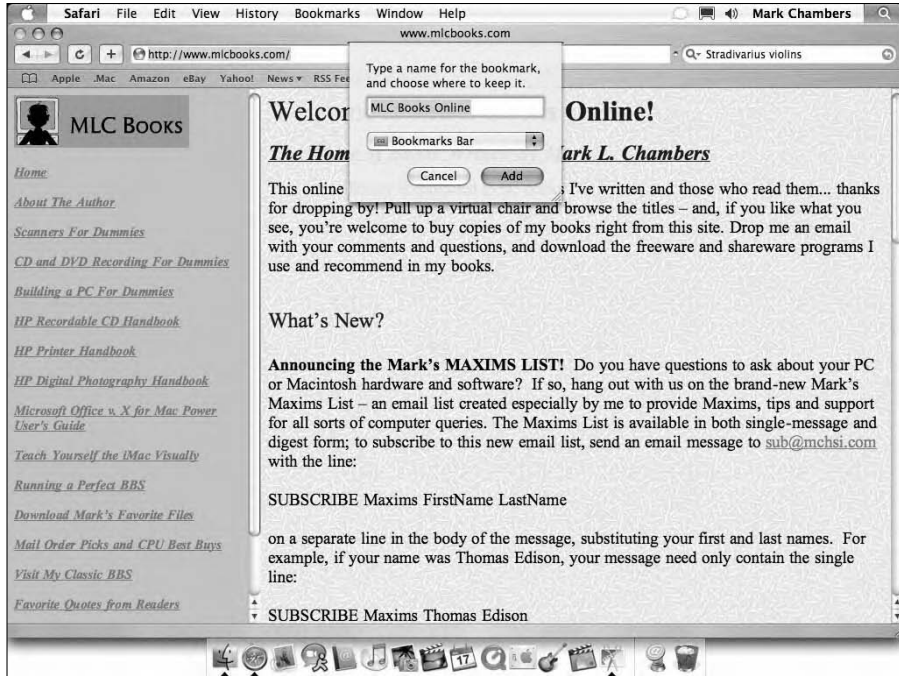 Safari File Edit View History Bookmarks Window Help
Mark Chambers
www.mlcbooks.com
http://www.mlcbooks.com/
Stradivarius violins
Apple .Mac Amazon eBay Yahoo! News RSS Fee
Type a name for the bookmark,
and choose where to keep it.
MLC Books Online
Bookmarks Bar
Cancel Add
MLC BOOKS
Home
About The Author
Scanners For Dummies
CD and DVD Recording For Dummies
Building a PC For Dummies
HP Recordable CD Handbook
HP Printer Handbook
HP Digital Photography Handbook
Microsoft Office v. X for Mac Power
User's Guide
Teach Yourself the iMac Visually
Running a Perfect BBS
Download Mark's Favorite Files
Mail Order Picks and CPU Best Buys
Visit My Classic BBS
Favorite Quotes from Readers
Welcor Online!
The Hom ark L. Chambers
This online s I've written and those who read them... thanks
for dropping by! Pull up a virtual chair and browse the titles – and, if you like what you
see, you're welcome to buy copies of my books right from this site. Drop me an email
with your comments and questions, and download the freeware and shareware programs I
use and recommend in my books.
What's New?
Announcing the Mark's MAXIMS LIST! Do you have questions to ask about your PC
or Macintosh hardware and software? If so, hang out with us on the brand-new Mark's
Maxims List – an email list created especially by me to provide Maxims, tips and support
for all sorts of computer queries. The Maxims List is available in both single-message and
digest form; to subscribe to this new email list, send an email message to sub@mchsi.com
with the line:
SUBSCRIBE Maxims FirstName LastName
on a separate line in the body of the message, substituting your first and last names. For
example, if your name was Thomas Edison, your message need only contain the single
line:
SUBSCRIBE Maxims Thomas Edison
17